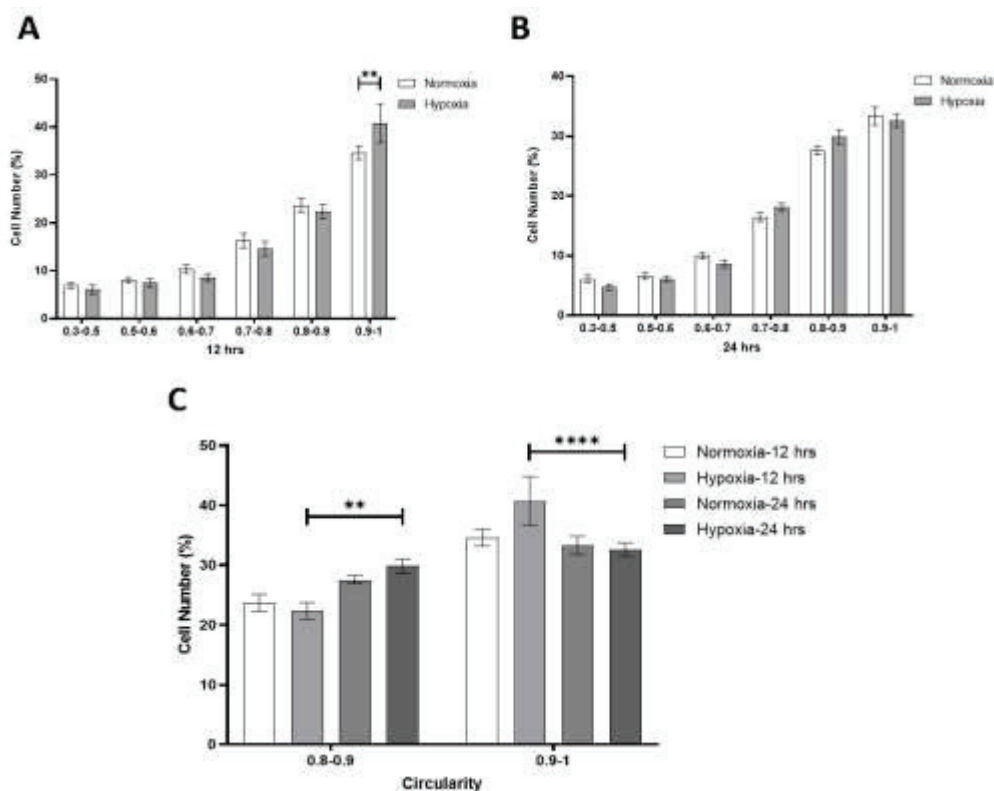 A
50
40
30
20
10
0
Cell Number (%)
**
Normoxia
Hypoxia
0.3-0.5 0.5-0.6 0.6-0.7 0.7-0.8 0.8-0.9 0.9-1
12 hrs
B
40
30
20
10
0
Cell Number (%)
Normoxia
Hypoxia
0.3-0.5 0.5-0.6 0.6-0.7 0.7-0.8 0.8-0.9 0.9-1
24 hrs
C
50
40
30
20
10
0
Cell Number (%)
**
****
Normoxia-12 hrs
Hypoxia-12 hrs
Normoxia-24 hrs
Hypoxia-24 hrs
0.8-0.9 0.9-1
Circularity